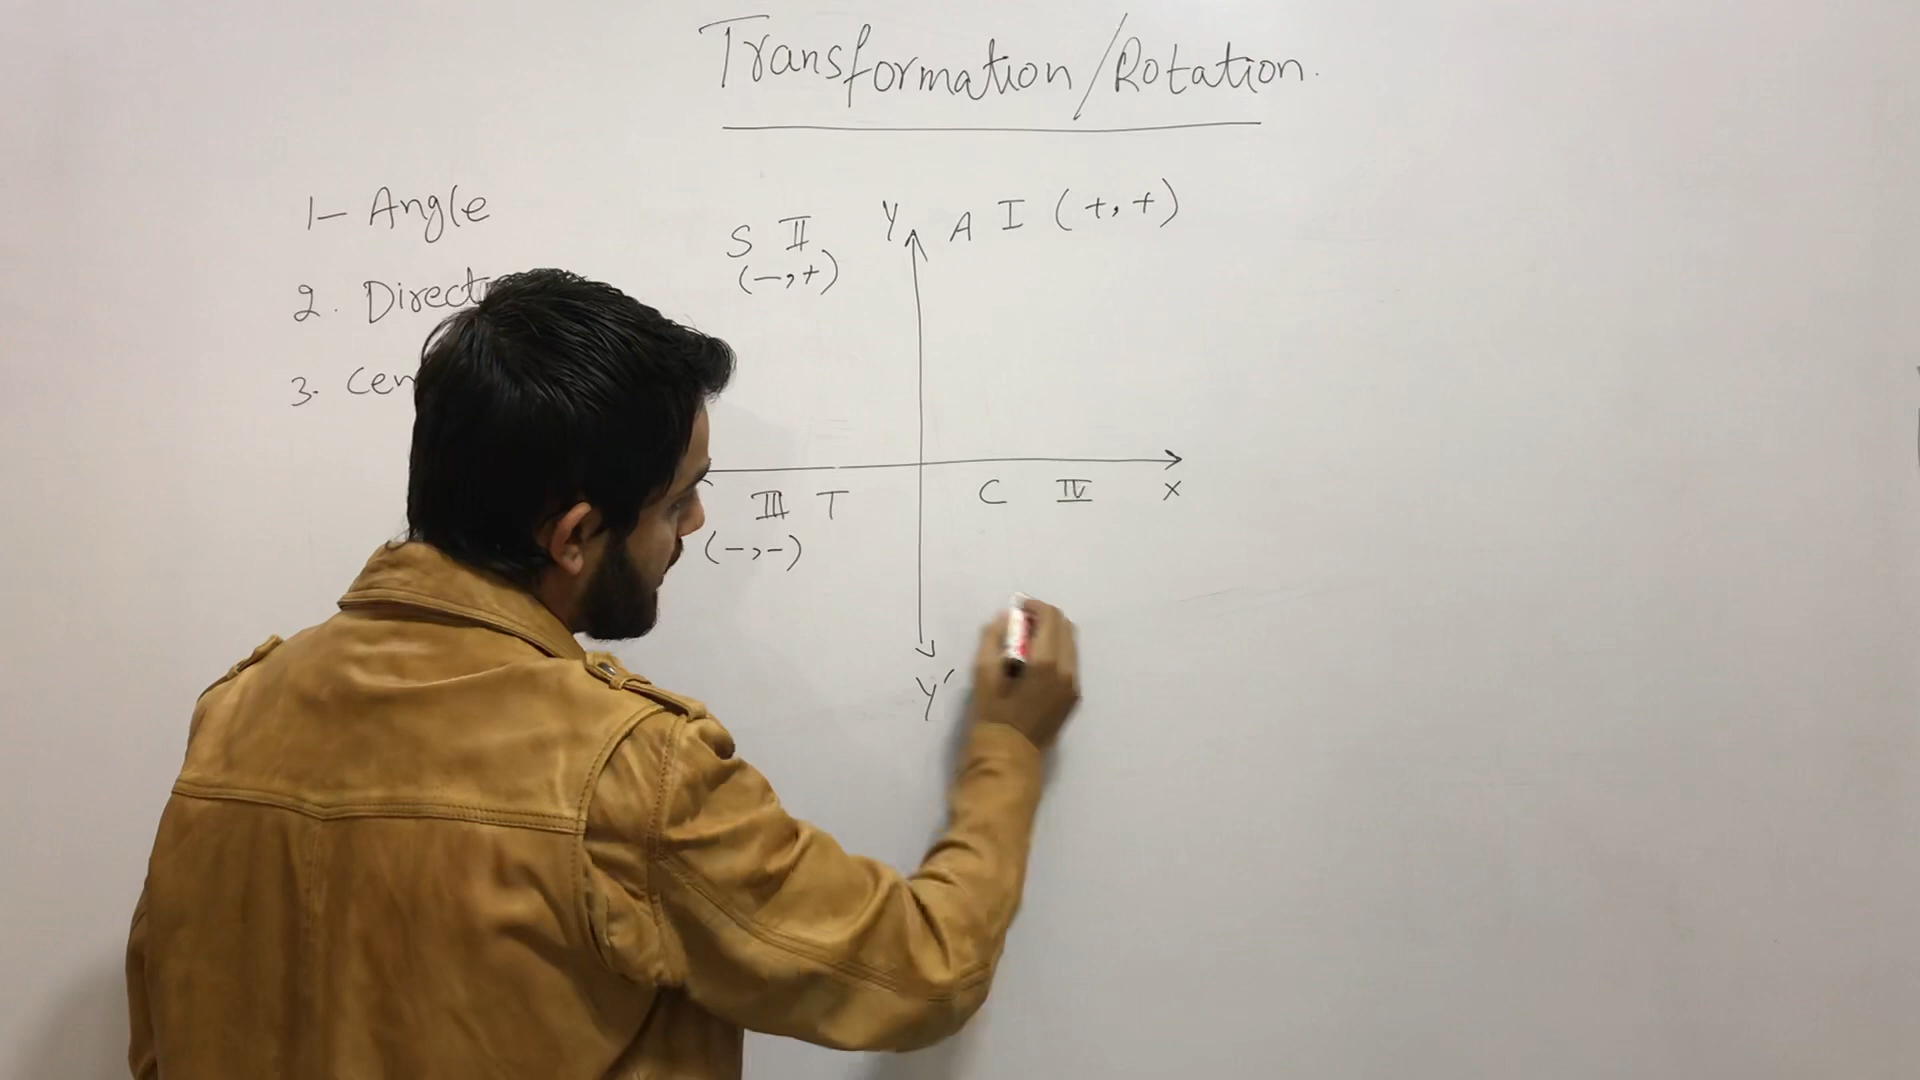 Transformation/Rotation.
1- Angle
2. Direct
3. Cen
S II
(-,+)
Y
A I (+,+)
III T
(-,-)
C IV
X
Y'